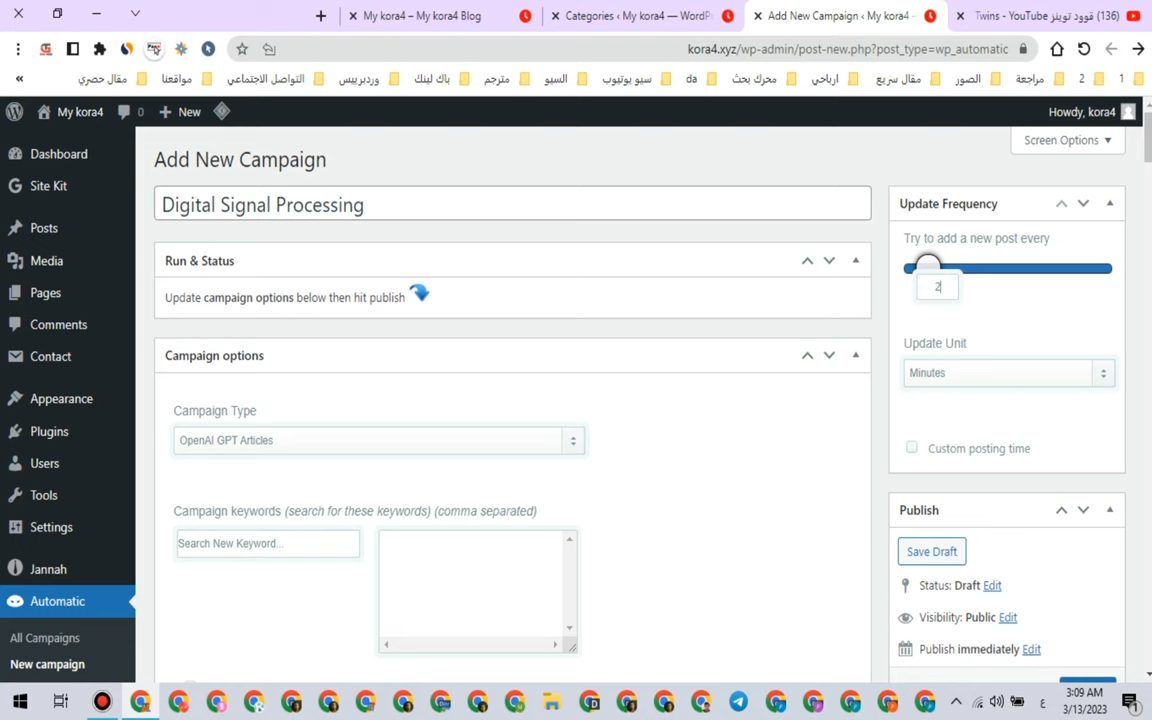 My kora4 – My kora4 Blog
Categories ‹ My kora4 — WordP
Add New Campaign ‹ My kora4 –
(136) قوود توينز Twins - YouTube
kora4.xyz/wp-admin/post-new.php?post_type=wp_automatic
« مقال حصري مواقعنا التواصل الاجتماعي وردبرييس باك لينك مترجم السيو سيو يوتيوب da محرك بحث ارباحي مقال سريع الصور مراجعة 2 1
My kora4 0 New Howdy, kora4
Screen Options ▼
Dashboard
Site Kit
Posts
Media
Pages
Comments
Contact
Appearance
Plugins
Users
Tools
Settings
Jannah
Automatic
All Campaigns
New campaign
Add New Campaign
Digital Signal Processing
Run & Status
Update campaign options below then hit publish
Campaign options
Campaign Type
OpenAI GPT Articles
Campaign keywords (search for these keywords) (comma separated)
Search New Keyword...
Update Frequency
Try to add a new post every
2
Update Unit
Minutes
Custom posting time
Publish
Save Draft
Status: Draft Edit
Visibility: Public Edit
Publish immediately Edit
ع
3:09 AM
3/13/2023
1